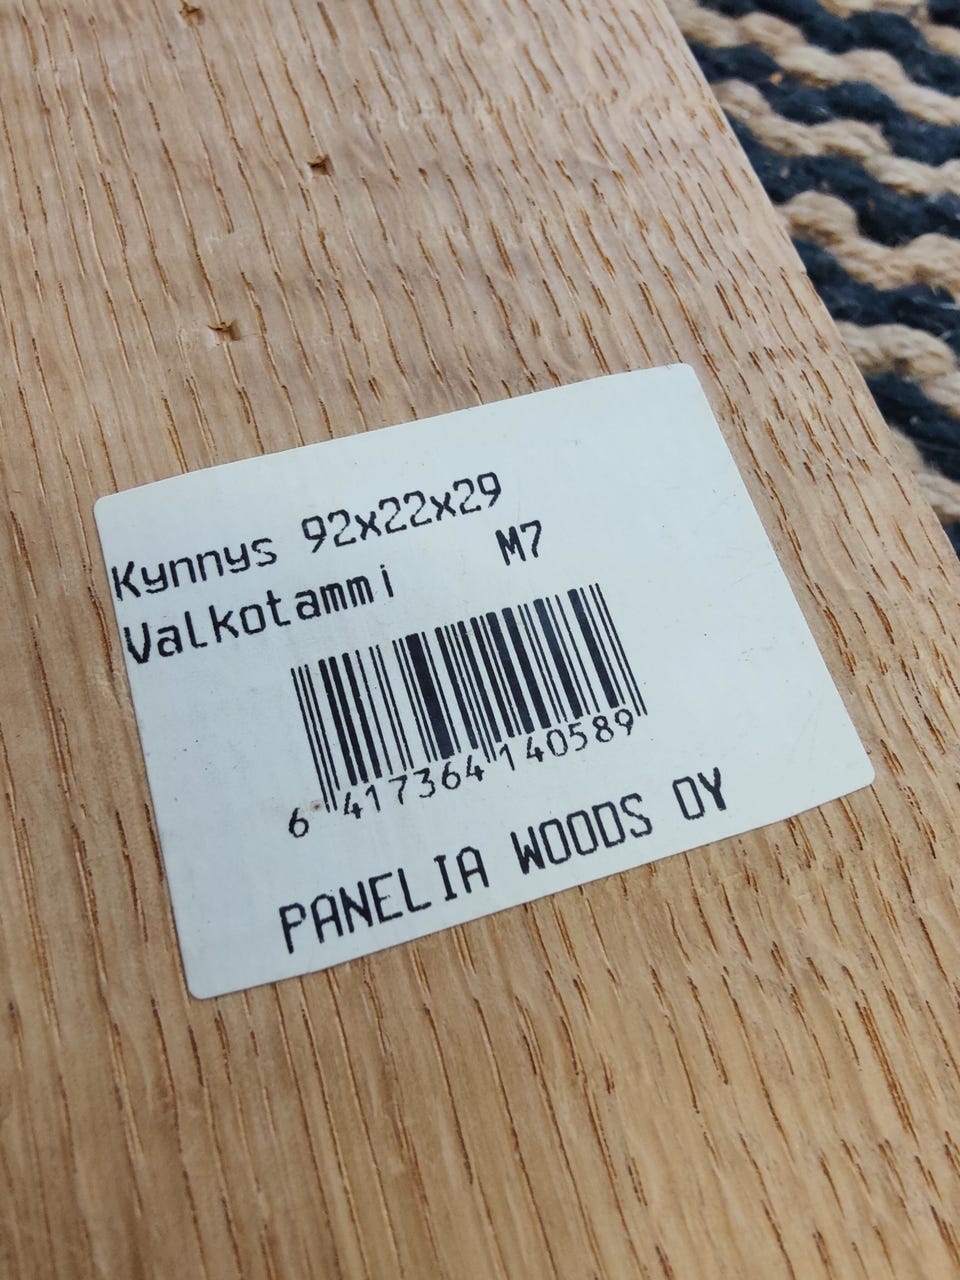 Kynnys 92x22x29
Valkotammi M7
6 417364 140589
PANELIA WOODS OY